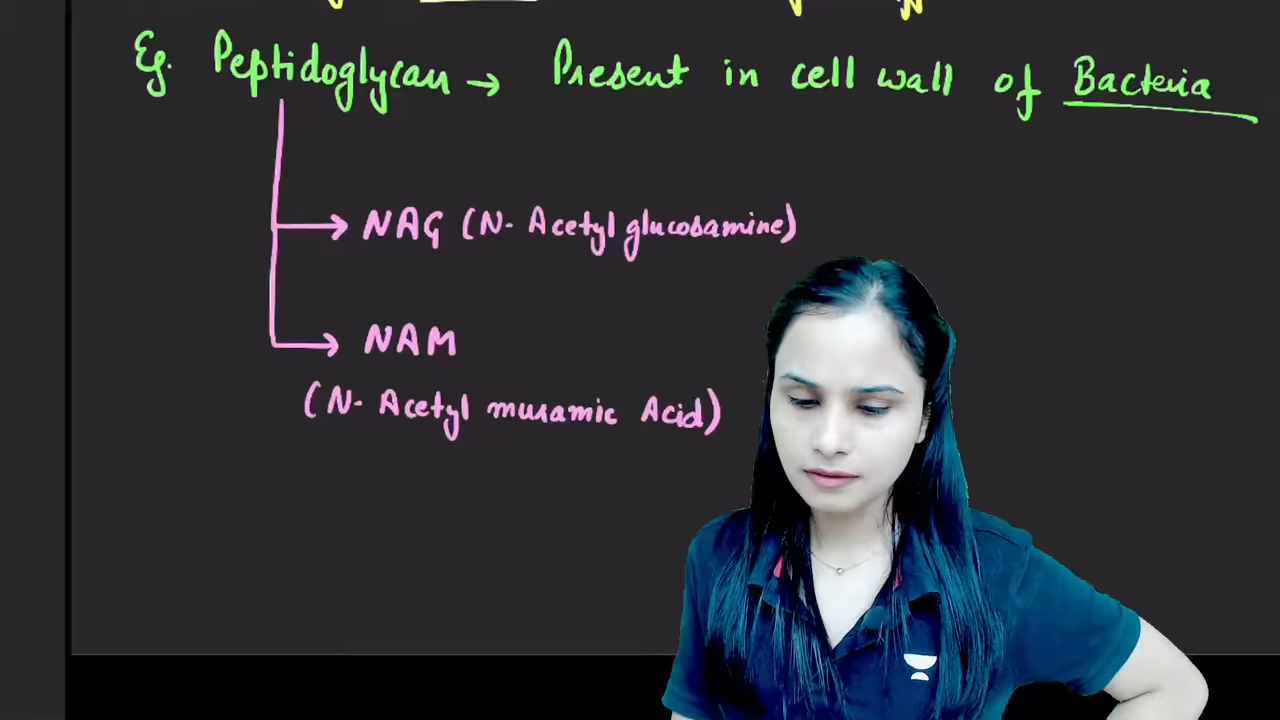 Eg. Peptidoglycan → Present in cell wall of Bacteria
→ NAG (N- Acetyl glucosamine)
→ NAM
(N- Acetyl muramic Acid)